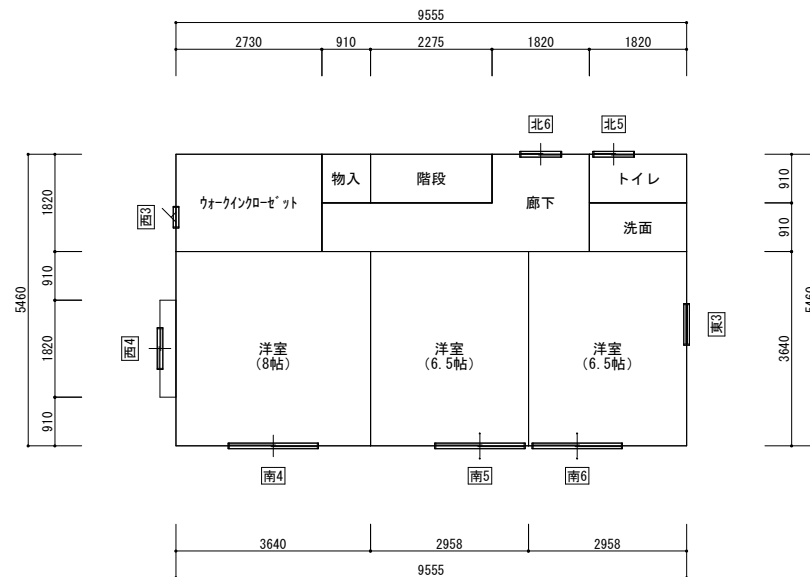 9555
2730
910
2275
1820
1820
北6
北5
物入
階段
トイレ
ウォークインクローゼット
廊下
洗面
西3
1820
910
910
910
5460
5460
西4
1820
910
3640
東3
洋室
(8帖)
洋室
(6.5帖)
洋室
(6.5帖)
南4
南5
南6
3640
2958
2958
9555